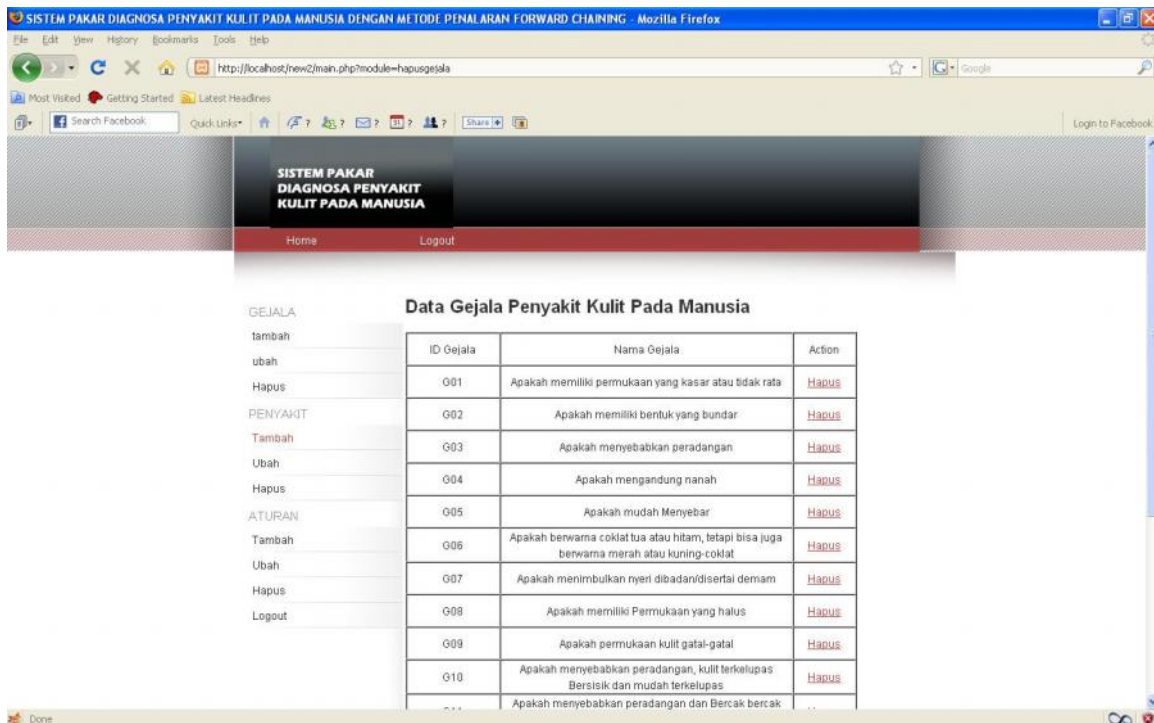 SISTEM PAKAR DIAGNOSA PENYAKIT KULIT PADA MANUSIA DENGAN METODE PENALARAN FORWARD CHAINING - Mozilla Firefox
File Edit View History Bookmarks Tools Help
http://localhost/new2/main.php?module=hapusgejala
Google
Most Visited Getting Started Latest Headlines
Search Facebook Quick Links ? ? ? 31 ? ? Share Login to Facebook
SISTEM PAKAR
DIAGNOSA PENYAKIT
KULIT PADA MANUSIA
Home Logout
GEJALA
tambah
ubah
Hapus
PENYAKIT
Tambah
Ubah
Hapus
ATURAN
Tambah
Ubah
Hapus
Logout
Data Gejala Penyakit Kulit Pada Manusia
ID Gejala Nama Gejala Action
G01 Apakah memiliki permukaan yang kasar atau tidak rata Hapus
G02 Apakah memiliki bentuk yang bundar Hapus
G03 Apakah menyebabkan peradangan Hapus
G04 Apakah mengandung nanah Hapus
G05 Apakah mudah Menyebar Hapus
G06 Apakah berwarna coklat tua atau hitam, tetapi bisa juga
berwarna merah atau kuning-coklat Hapus
G07 Apakah menimbulkan nyeri dibadan/disertai demam Hapus
G08 Apakah memiliki Permukaan yang halus Hapus
G09 Apakah permukaan kulit gatal-gatal Hapus
G10 Apakah menyebabkan peradangan, kulit terkelupas
Bersisik dan mudah terkelupas Hapus
Apakah menyebabkan peradangan dan Bercak bercak
Done